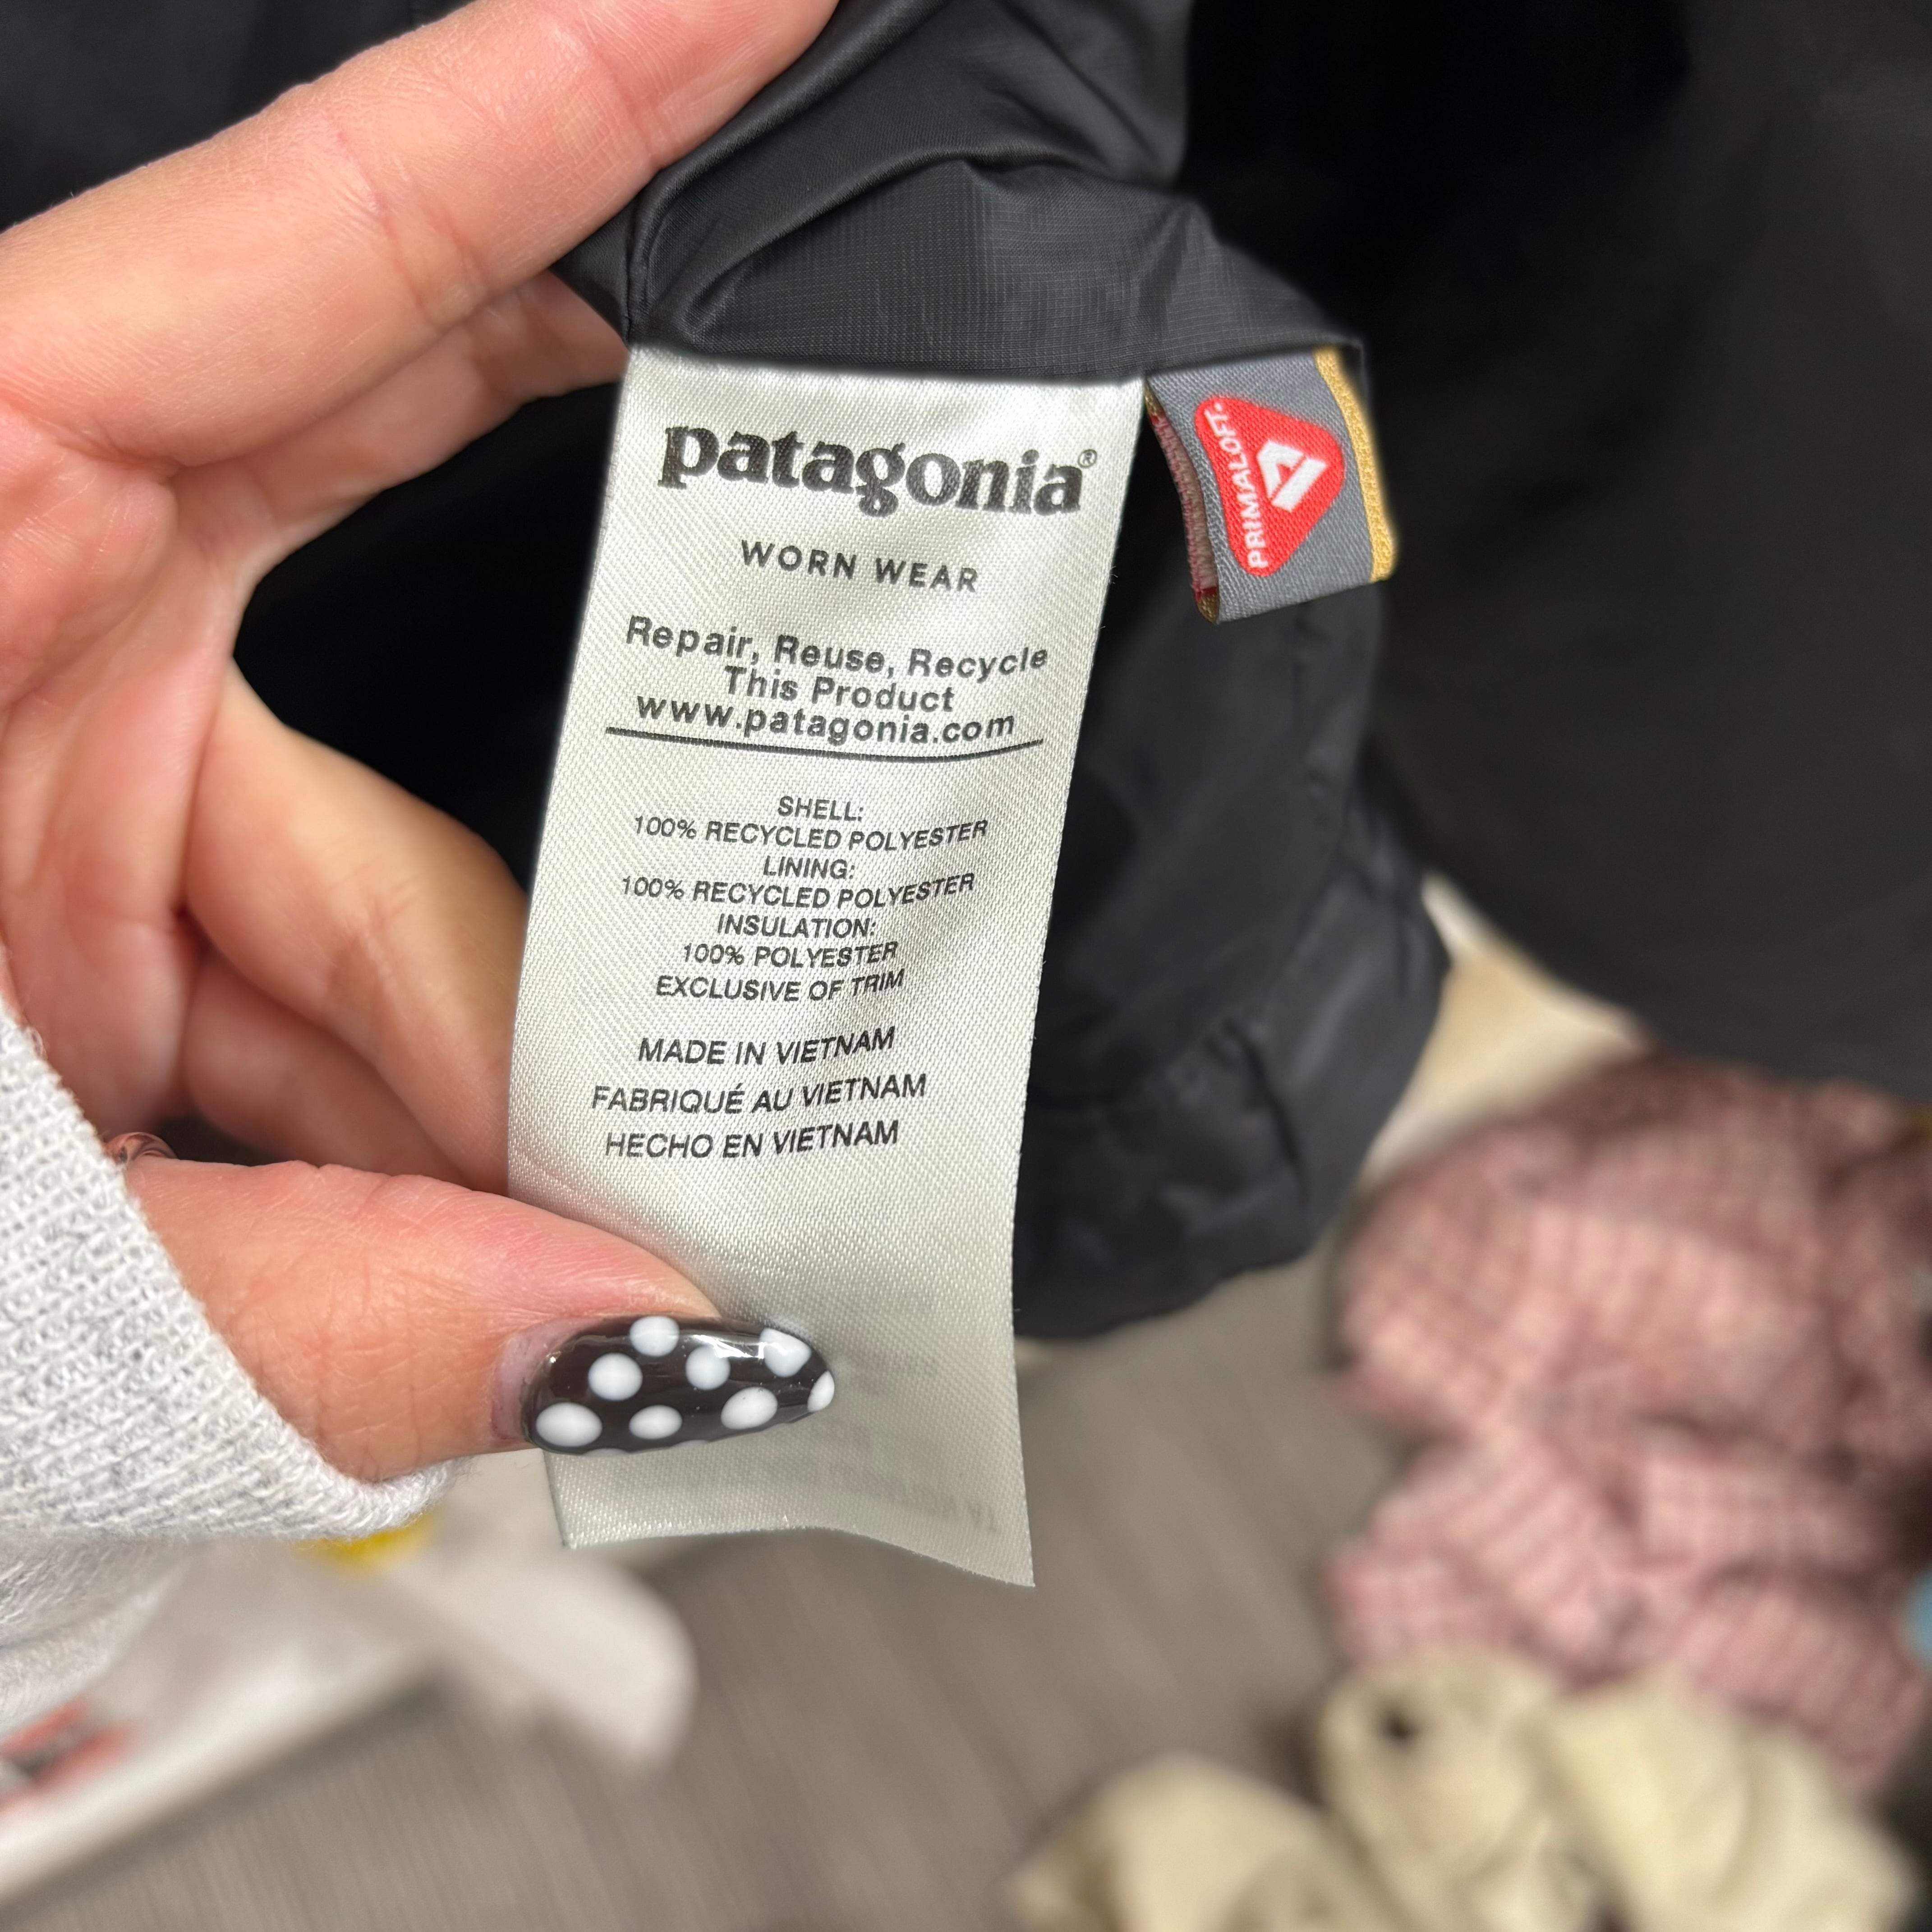 patagonia®
WORN WEAR
Repair, Reuse, Recycle
This Product
www.patagonia.com
SHELL:
100% RECYCLED POLYESTER
LINING:
100% RECYCLED POLYESTER
INSULATION:
100% POLYESTER
EXCLUSIVE OF TRIM
MADE IN VIETNAM
FABRIQUÉ AU VIETNAM
HECHO EN VIETNAM
PRIMALOFT®